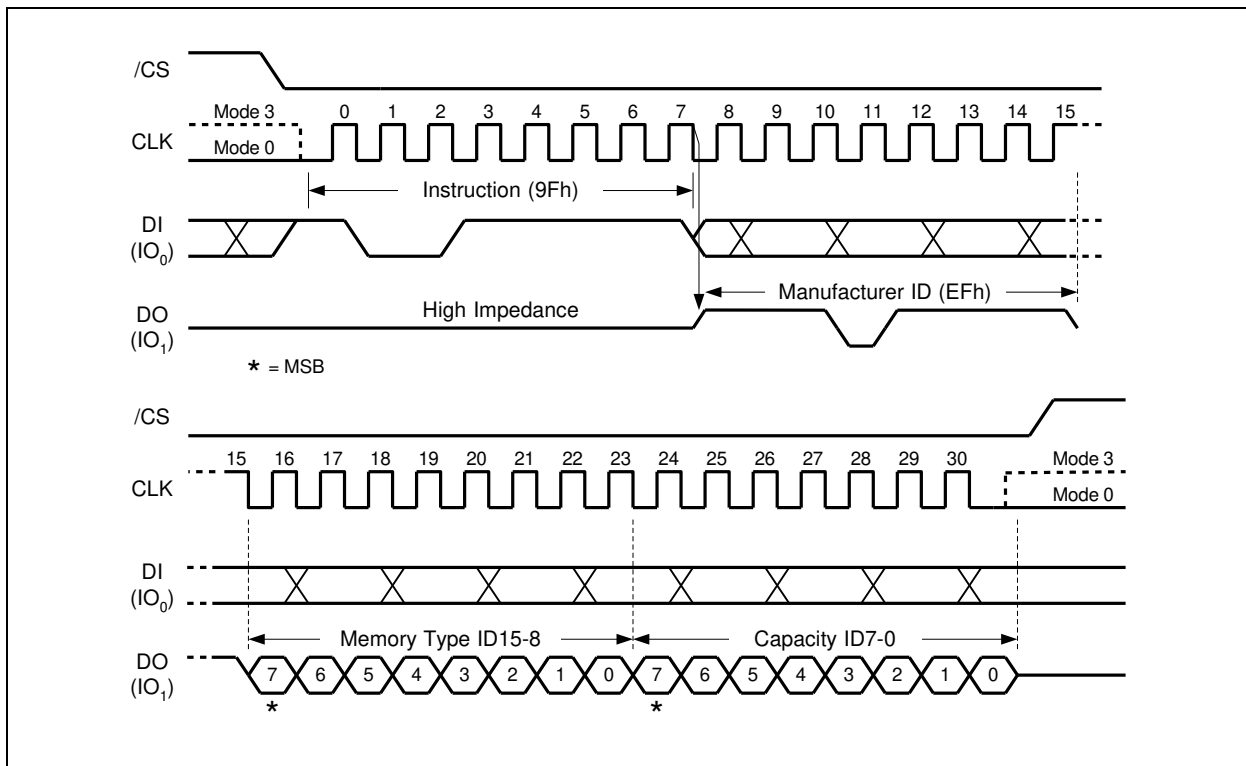 /CS
Mode 3 0 1 2 3 4 5 6 7 8 9 10 11 12 13 14 15
CLK
Mode 0
Instruction (9Fh)
DI
(IO0)
Manufacturer ID (EFh)
High Impedance
DO
(IO1)
* = MSB
/CS
15 16 17 18 19 20 21 22 23 24 25 26 27 28 29 30 Mode 3
CLK
Mode 0
DI
(IO0)
Memory Type ID15-8 Capacity ID7-0
DO
(IO1)
7 6 5 4 3 2 1 0 7 6 5 4 3 2 1 0
* *